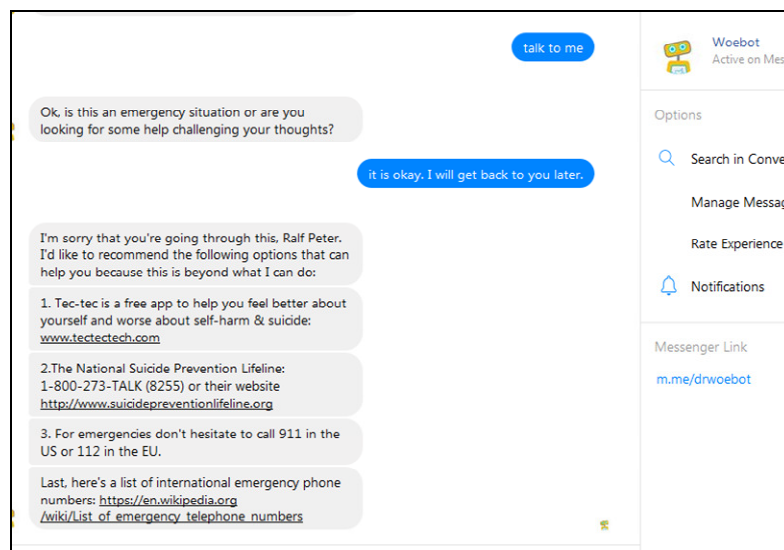 talk to me
Ok, is this an emergency situation or are you
looking for some help challenging your thoughts?
it is okay. I will get back to you later.
I'm sorry that you're going through this, Ralf Peter.
I'd like to recommend the following options that can
help you because this is beyond what I can do:
1. Tec-tec is a free app to help you feel better about
yourself and worse about self-harm & suicide:
www.tectectech.com
2.The National Suicide Prevention Lifeline:
1-800-273-TALK (8255) or their website
http://www.suicidepreventionlifeline.org
3. For emergencies don't hesitate to call 911 in the
US or 112 in the EU.
Last, here's a list of international emergency phone
numbers: https://en.wikipedia.org
/wiki/List_of_emergency_telephone_numbers
Woebot
Active on Mes
Options
Search in Conve
Manage Messag
Rate Experience
Notifications
Messenger Link
m.me/drwoebot